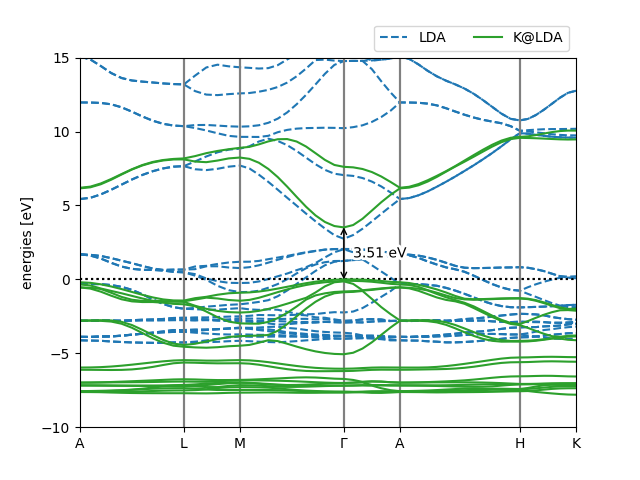 LDA K@LDA
15
10
5
0
−5
−10
energies [eV]
3.51 eV
A L M Γ A H K